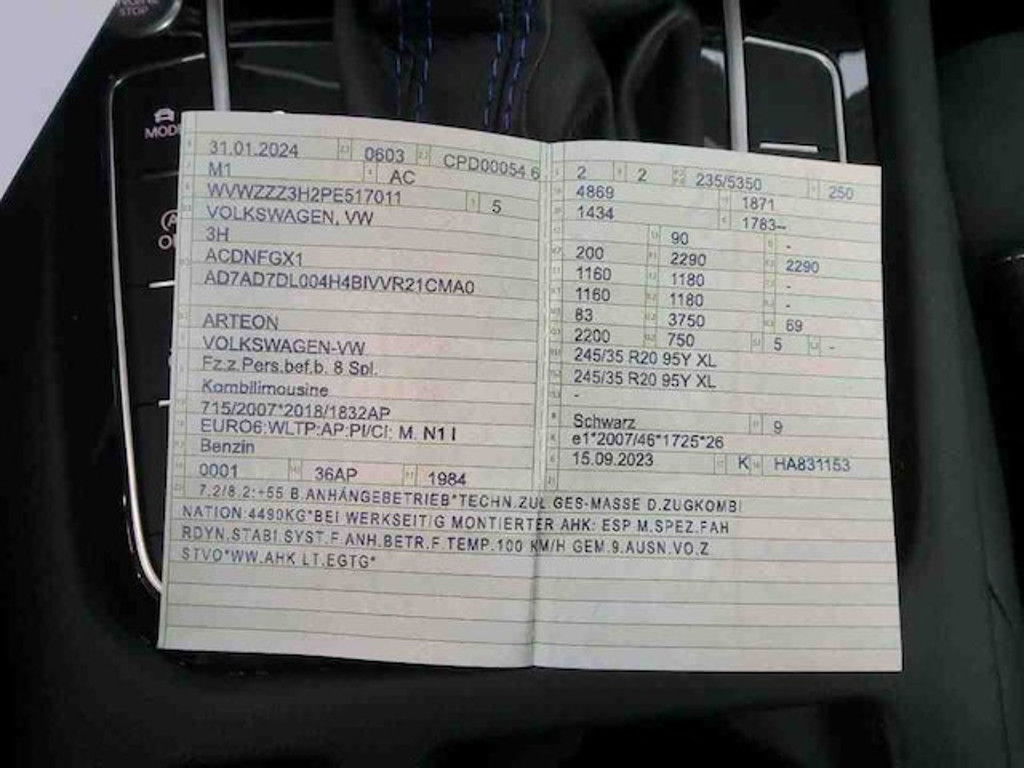 STOP
MODE
31.01.2024 0603 CPD00054 6
M1 AC
WVWZZZ3H2PE517011 5
VOLKSWAGEN, VW
3H
ACDNFGX1
AD7AD7DL004H4BIVVR21CMA0
ARTEON
VOLKSWAGEN-VW
Fz.z.Pers.bef.b. 8 Spl.
Kombilimousine
715/2007*2018/1832AP
EURO6:WLTP:AP:PI/CI: M. N1 I
Benzin
0001 36AP 1984
2 2 235/5350 250
4869 1871
1434 1783–
90 -
200 2290 2290
1160 1180 -
1160 1180 -
83 3750 69
2200 750 5 -
245/35 R20 95Y XL
245/35 R20 95Y XL
-
Schwarz 9
e1*2007/46*1725*26
15.09.2023 K HA831153
7.2/8.2:+55 B.ANHÄNGEBETRIEB*TECHN.ZUL GES-MASSE D.ZUGKOMBI
NATION:4490KG*BEI WERKSEITIG MONTIERTER AHK: ESP M.SPEZ.FAH
RDYN.STABI.SYST.F.ANH.BETR.F.TEMP.100 KM/H GEM.9.AUSN.VO.Z
STVO*WW.AHK LT.EGTG*